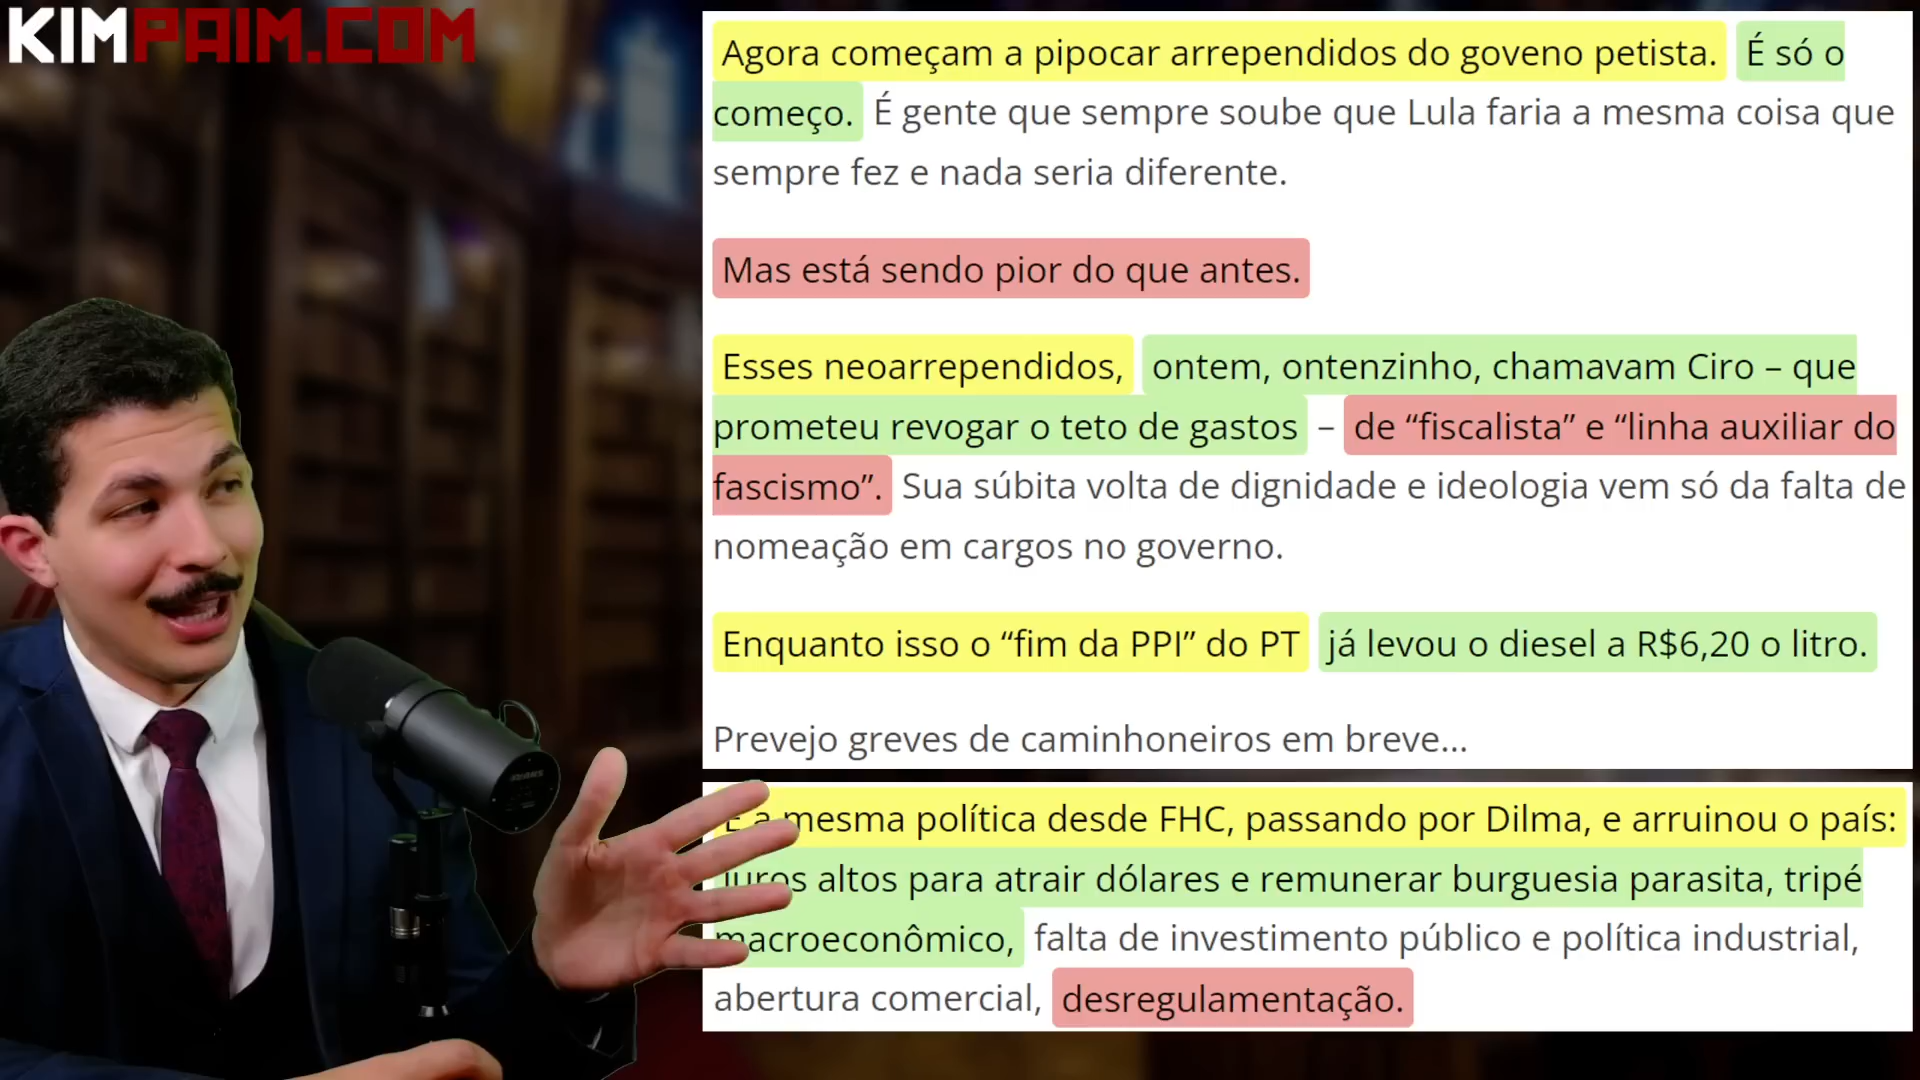 KIMPAIM.COM
Agora começam a pipocar arrependidos do goveno petista. É só o
começo. É gente que sempre soube que Lula faria a mesma coisa que
sempre fez e nada seria diferente.
Mas está sendo pior do que antes.
Esses neoarrependidos, ontem, ontenzinho, chamavam Ciro – que
prometeu revogar o teto de gastos – de “fiscalista” e “linha auxiliar do
fascismo”. Sua súbita volta de dignidade e ideologia vem só da falta de
nomeação em cargos no governo.
Enquanto isso o “fim da PPI” do PT já levou o diesel a R$6,20 o litro.
Prevejo greves de caminhoneiros em breve...
É a mesma política desde FHC, passando por Dilma, e arruinou o país:
juros altos para atrair dólares e remunerar burguesia parasita, tripé
macroeconômico, falta de investimento público e política industrial,
abertura comercial, desregulamentação.